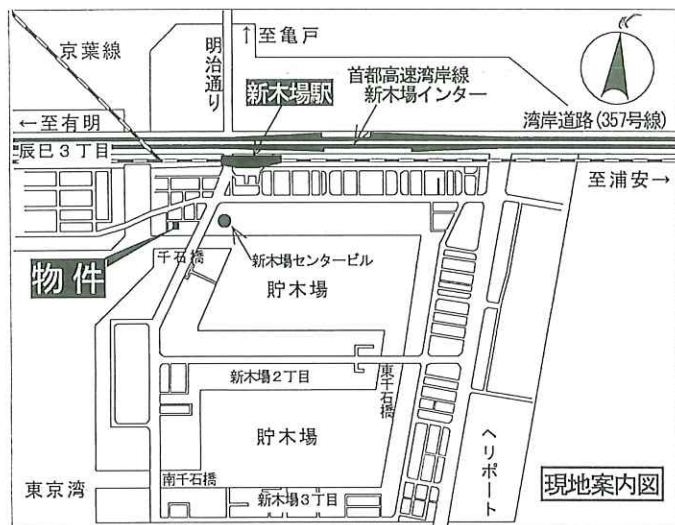 京葉線
明治通り
↑至亀戸
首都高速湾岸線
新木場インター
新木場駅
湾岸道路(357号線)
←至有明
辰巳3丁目
至浦安→
物件
千石橋
新木場センタービル
貯木場
新木場2丁目
東千石橋
貯木場
ヘリポート
南千石橋
東京湾
新木場3丁目
現地案内図